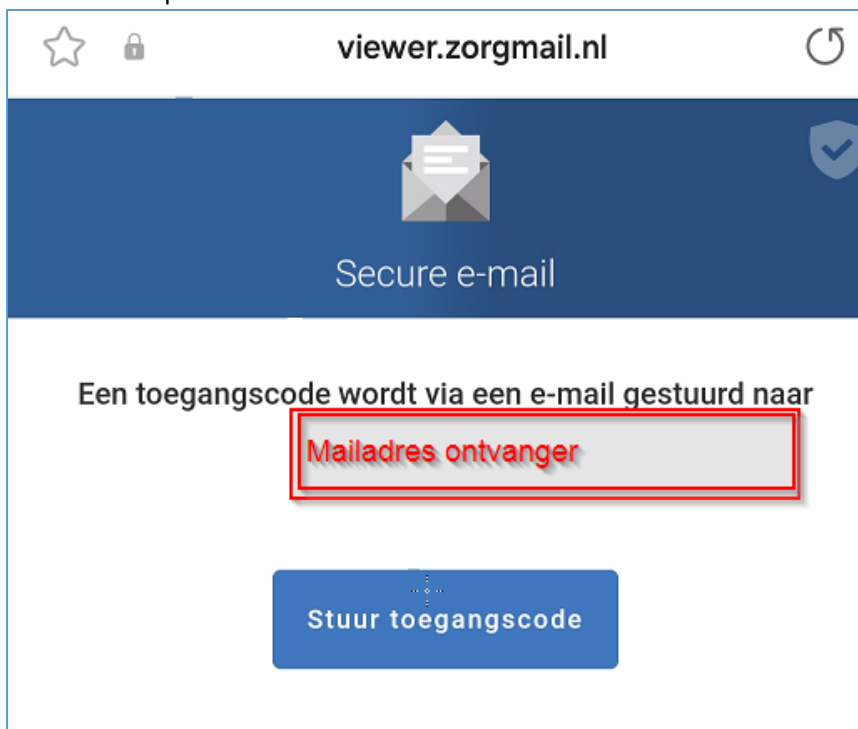 viewer.zorgmail.nl
Secure e-mail
Een toegangscode wordt via een e-mail gestuurd naar
Mailadres ontvanger
Stuur toegangscode